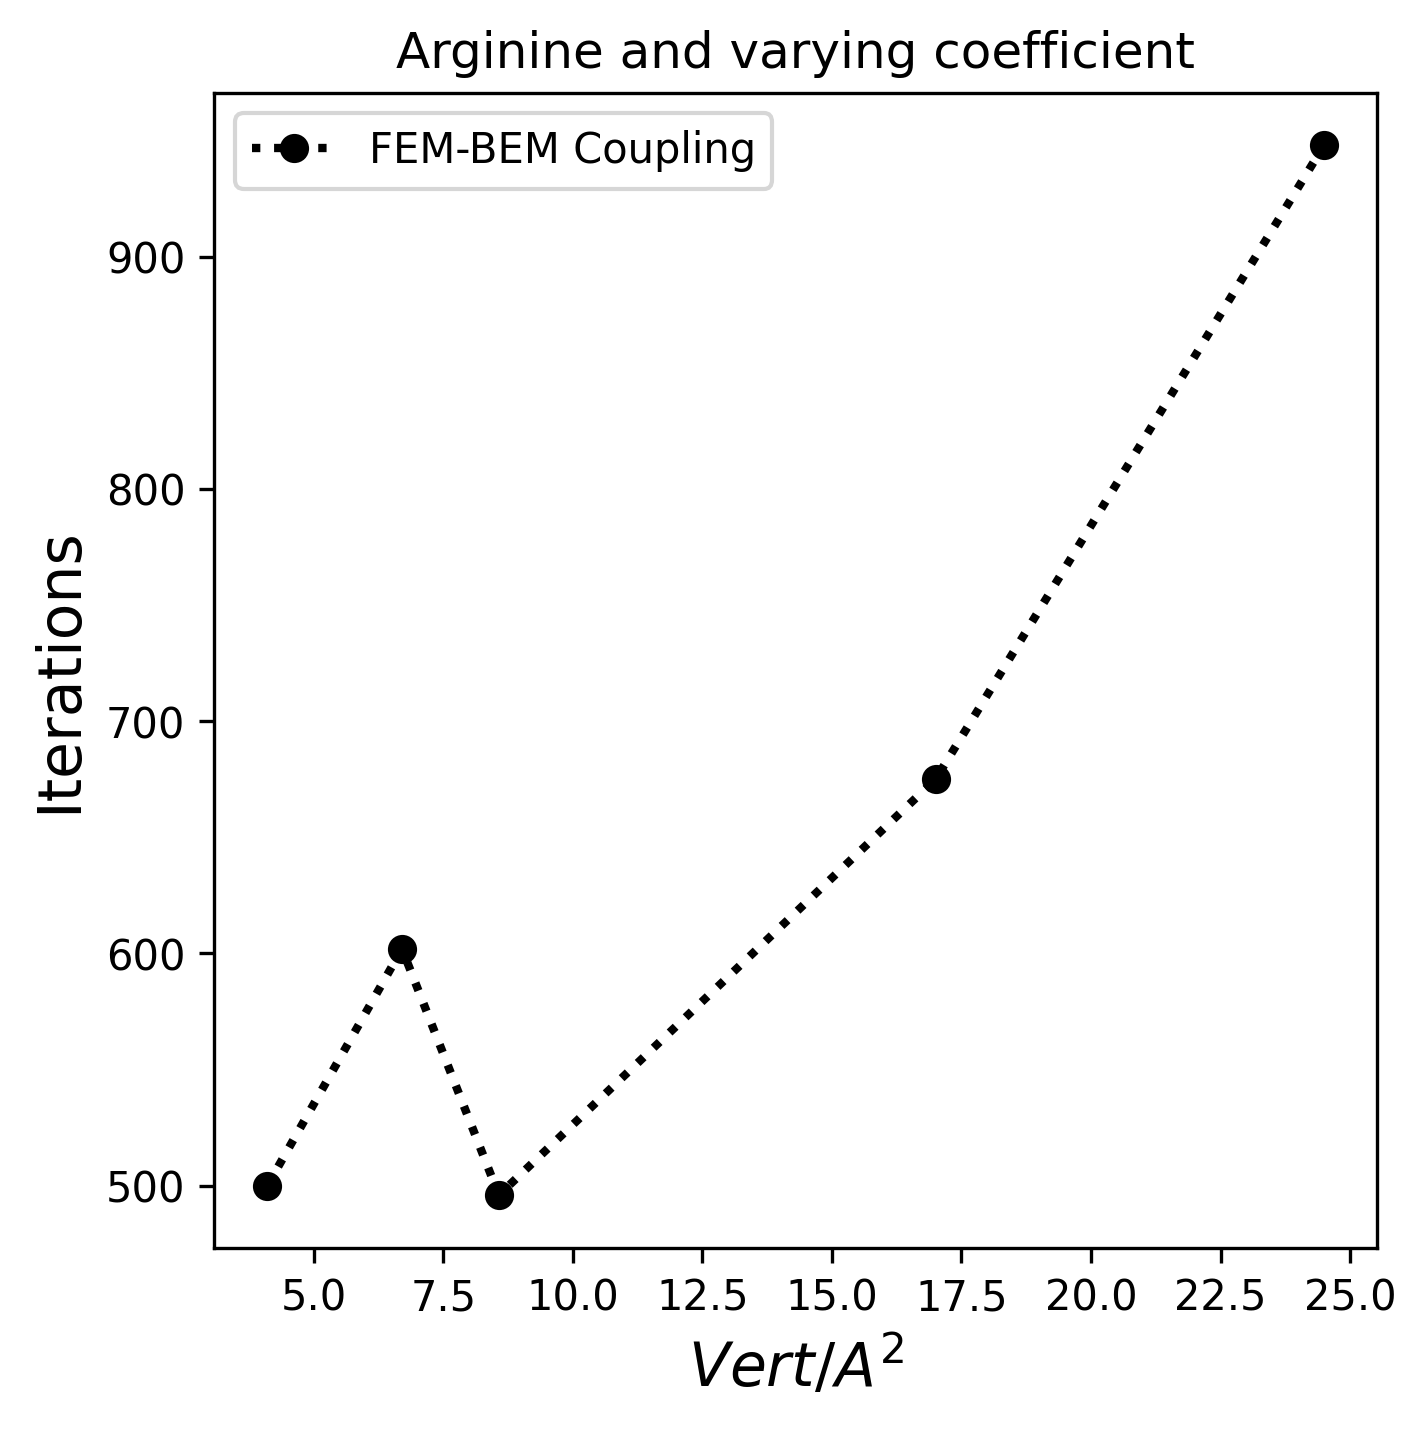 Arginine and varying coefficient
FEM-BEM Coupling
Iterations
900
800
700
600
500
5.0 7.5 10.0 12.5 15.0 17.5 20.0 22.5 25.0
Vert/A²